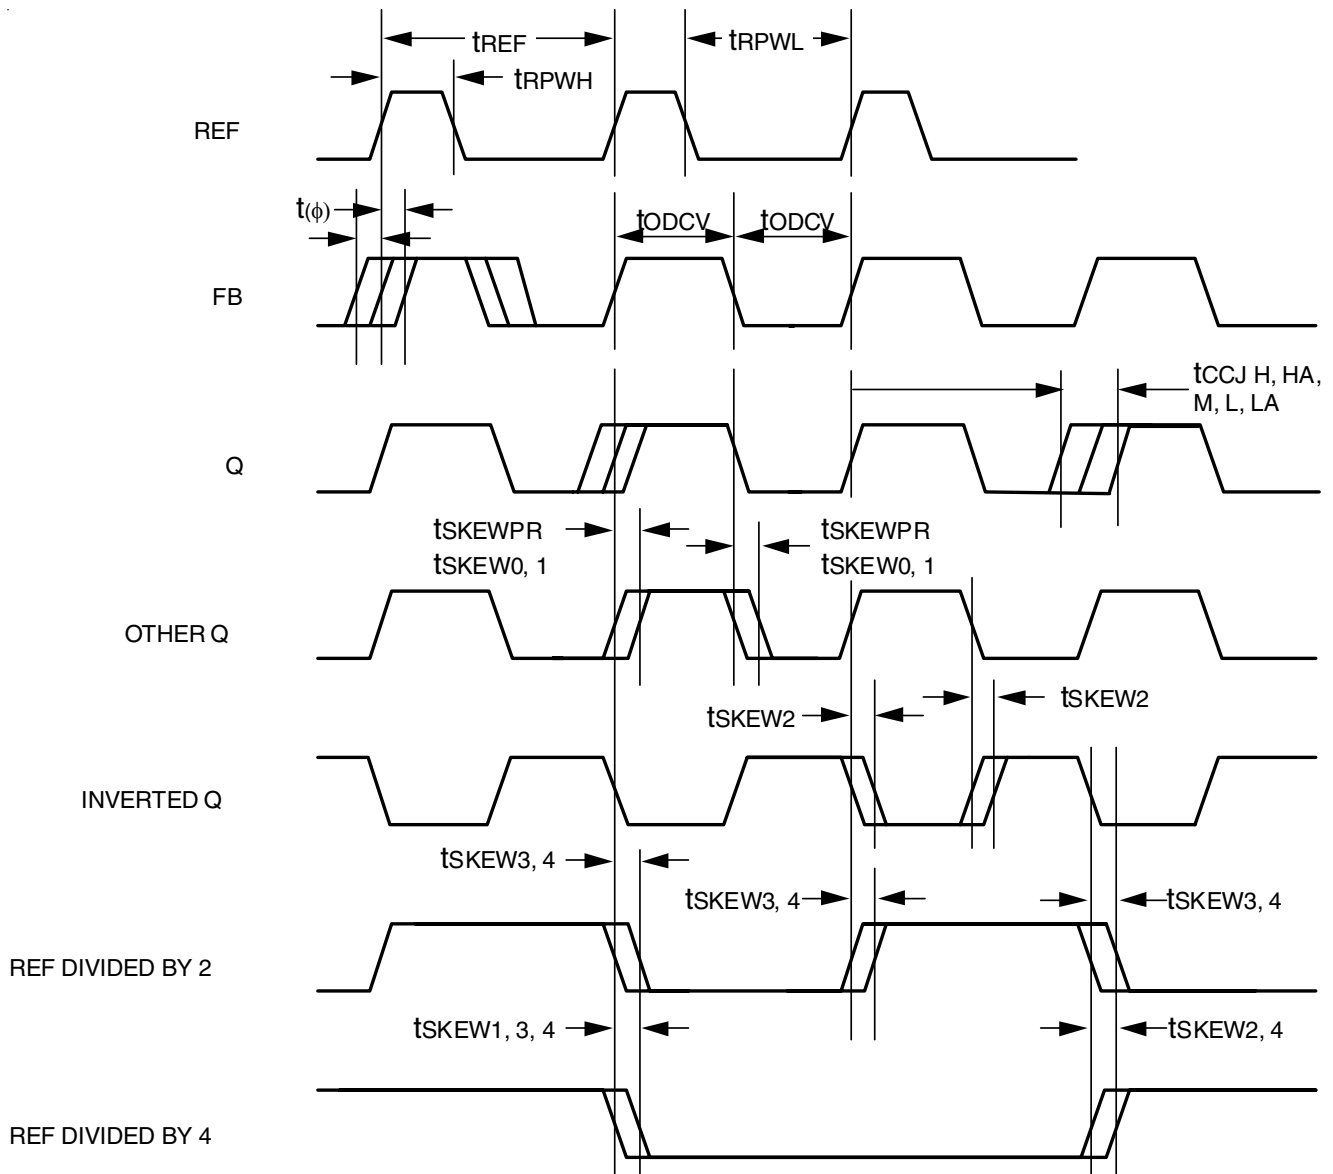 tREF
tRPWL
tRPWH
REF
t(ϕ)
tODCV
tODCV
FB
tCCJ H, HA,
M, L, LA
Q
tSKEWPR
tSKEW0, 1
tSKEWPR
tSKEW0, 1
OTHER Q
tSKEW2
tSKEW2
INVERTED Q
tSKEW3, 4
tSKEW3, 4
tSKEW3, 4
REF DIVIDED BY 2
tSKEW1, 3, 4
tSKEW2, 4
REF DIVIDED BY 4